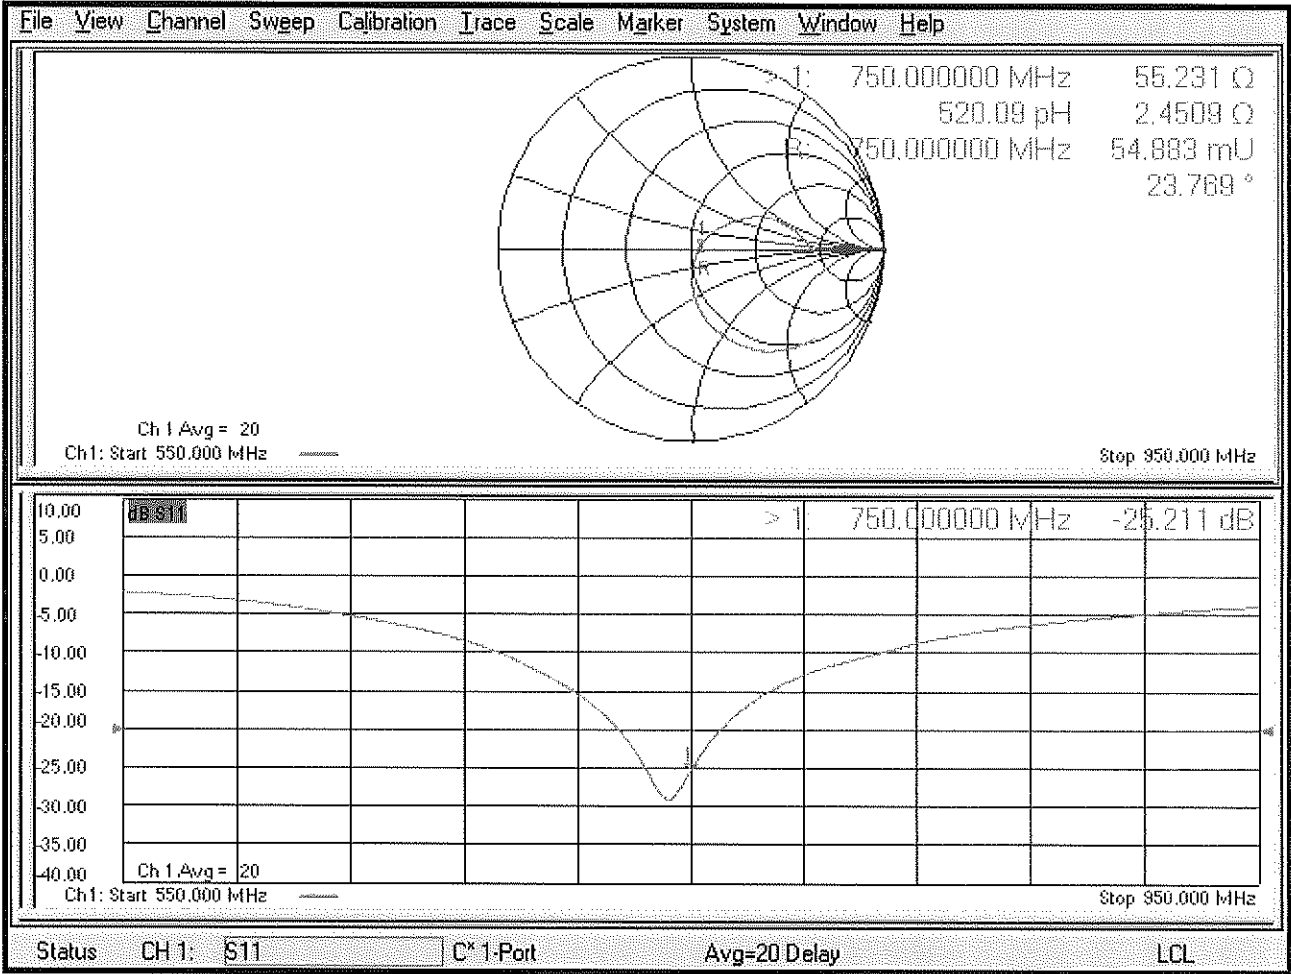 File View Channel Sweep Calibration Trace Scale Marker System Window Help
> 1: 750.000000 MHz 55.231 Ω
520.09 pH 2.4509 Ω
R: 750.000000 MHz 54.883 mU
23.769 °
1
R
Ch 1 Avg = 20
Ch1: Start 550.000 MHz
Stop 950.000 MHz
10.00
dB S11
> 1: 750.000000 MHz -25.211 dB
5.00
0.00
-5.00
-10.00
-15.00
-20.00
-25.00
1
-30.00
-35.00
-40.00
Ch 1 Avg = 20
Ch1: Start 550.000 MHz
Stop 950.000 MHz
Status CH 1: S11 C* 1-Port Avg=20 Delay LCL